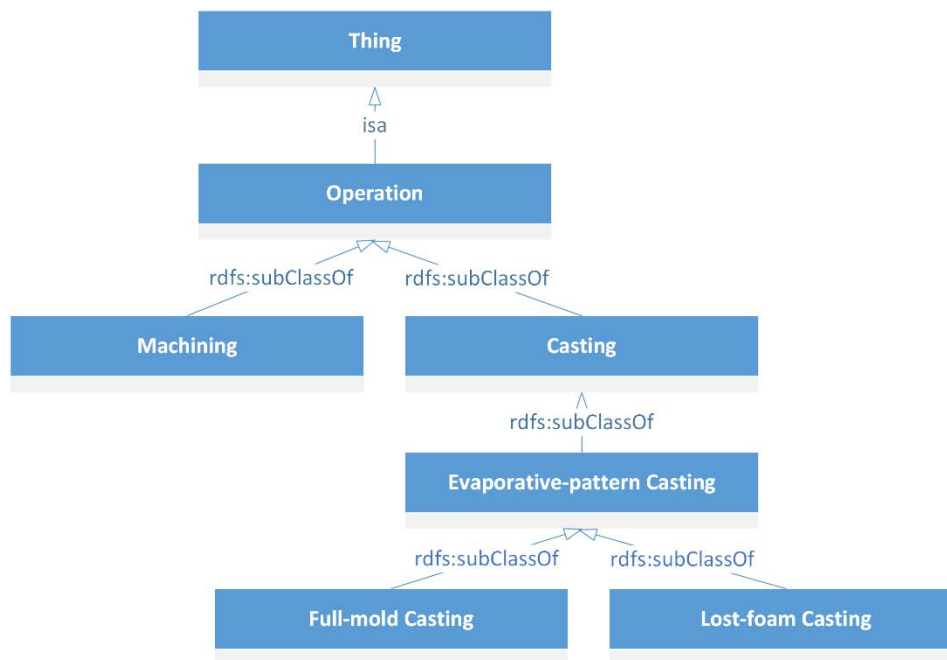 Thing
isa
Operation
rdfs:subClassOf
rdfs:subClassOf
Machining
Casting
rdfs:subClassOf
Evaporative-pattern Casting
rdfs:subClassOf
rdfs:subClassOf
Full-mold Casting
Lost-foam Casting